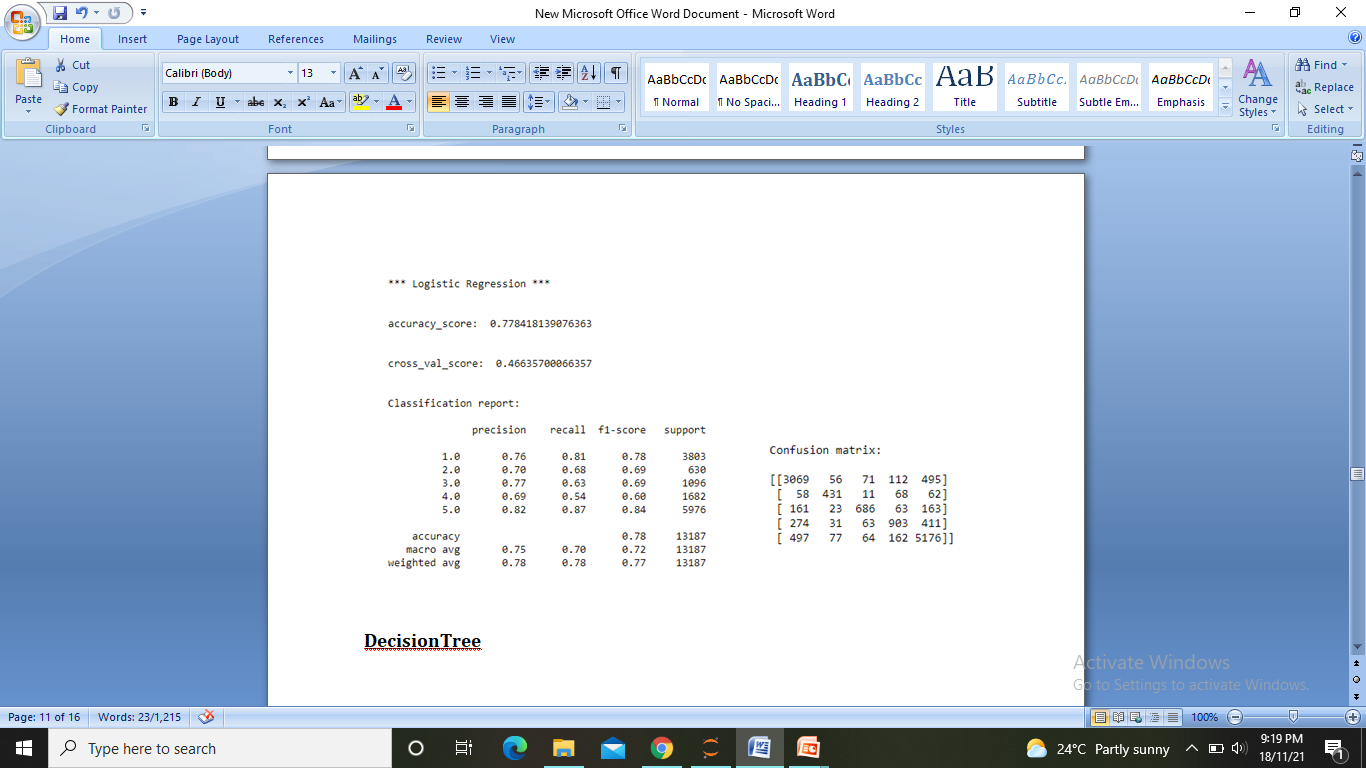 New Microsoft Office Word Document - Microsoft Word
Home Insert Page Layout References Mailings Review View
Paste
Cut
Copy
Format Painter
Clipboard
Calibri (Body) 13
B I U abc X₂ X² Aa
Font
Paragraph
AaBbCcDc AaBbCcDc AaBbC AaBbCc AaB AaBbCc. AaBbCcDc AaBbCcDc
¶ Normal ¶ No Spaci... Heading 1 Heading 2 Title Subtitle Subtle Em... Emphasis
Change Styles
Styles
Find
Replace
Select
Editing
*** Logistic Regression ***
accuracy_score: 0.778418139076363
cross_val_score: 0.46635700066357
Classification report:
precision recall f1-score support
1.0 0.76 0.81 0.78 3803
2.0 0.70 0.68 0.69 630
3.0 0.77 0.63 0.69 1096
4.0 0.69 0.54 0.60 1682
5.0 0.82 0.87 0.84 5976
accuracy 0.78 13187
macro avg 0.75 0.70 0.72 13187
weighted avg 0.78 0.78 0.77 13187
Confusion matrix:
[[3069 56 71 112 495]
[ 58 431 11 68 62]
[ 161 23 686 63 163]
[ 274 31 63 903 411]
[ 497 77 64 162 5176]]
DecisionTree
Activate Windows
Go to Settings to activate Windows.
Page: 11 of 16 Words: 23/1,215 100%
Type here to search
24°C Partly sunny
9:19 PM
18/11/21
1